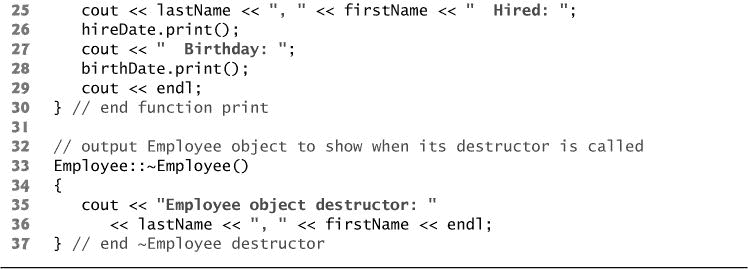 25 cout << lastName << ", " << firstName << "  Hired: ";
26 hireDate.print();
27 cout << "  Birthday: ";
28 birthDate.print();
29 cout << endl;
30 } // end function print
31
32 // output Employee object to show when its destructor is called
33 Employee::~Employee()
34 {
35 cout << "Employee object destructor: "
36 << lastName << ", " << firstName << endl;
37 } // end ~Employee destructor